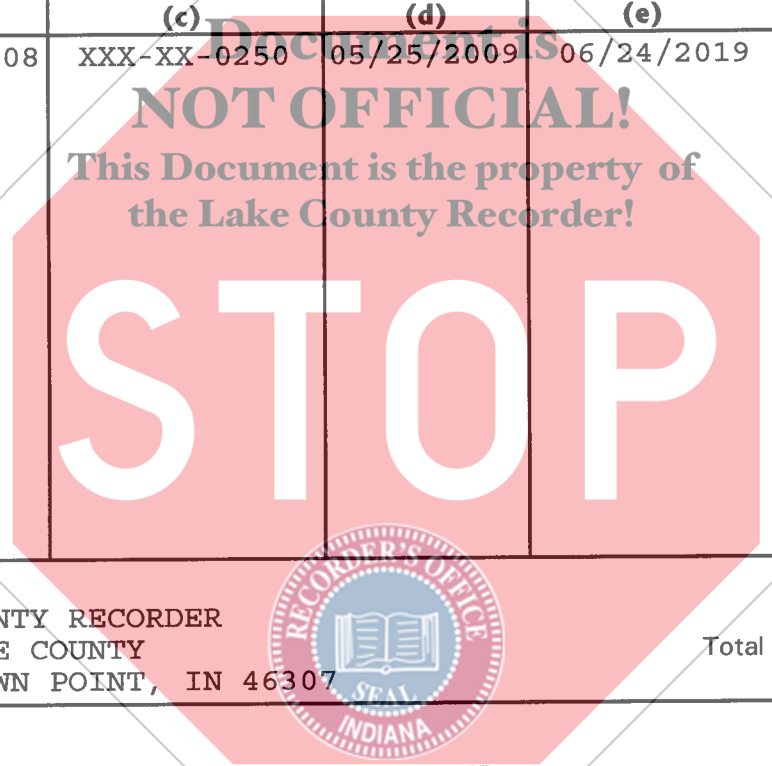 (c) (d) (e)
Document is
08 XXX-XX-0250 05/25/2009 06/24/2019
NOT OFFICIAL!
This Document is the property of
the Lake County Recorder!
STOP
RECORDER'S OFFICE
SEAL
INDIANA
NTY RECORDER
E COUNTY
Total
WN POINT, IN 46307